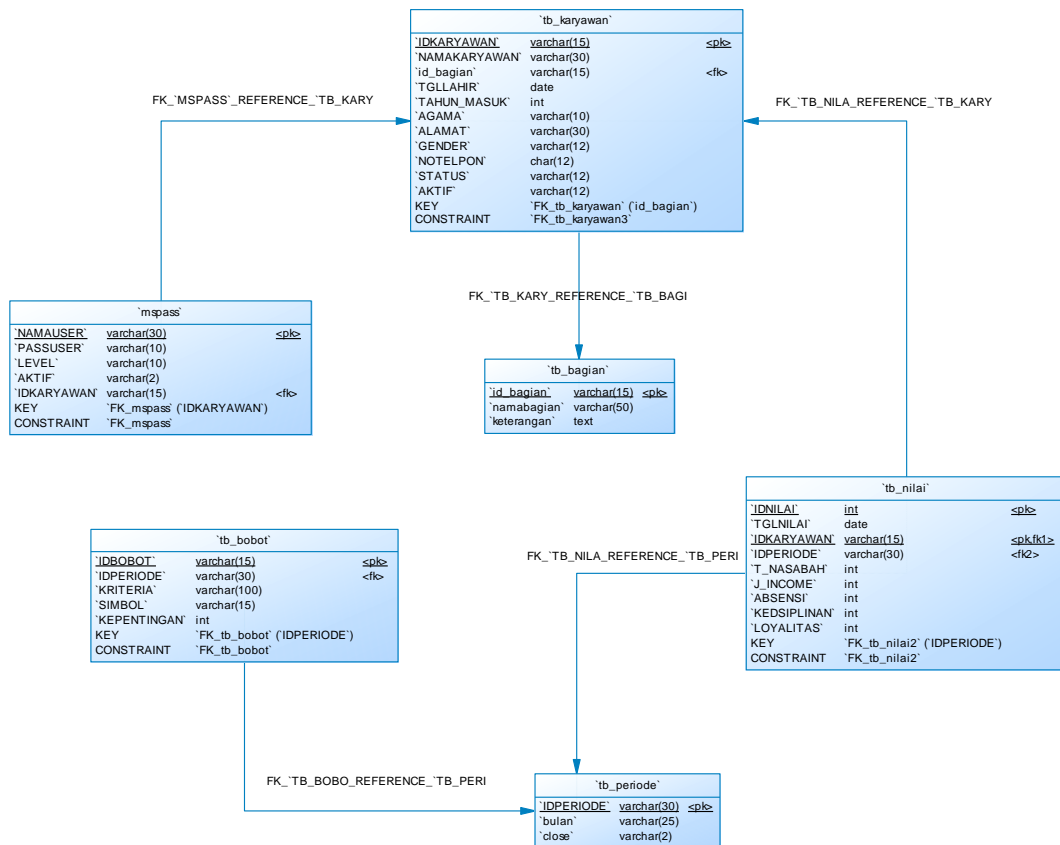 `tb_karyawan`
`IDKARYAWAN` varchar(15) <pk>
`NAMAKARYAWAN` varchar(30)
`id_bagian` varchar(15) <fk>
`TGLLAHIR` date
`TAHUN_MASUK` int
`AGAMA` varchar(10)
`ALAMAT` varchar(30)
`GENDER` varchar(12)
`NOTELPON` char(12)
`STATUS` varchar(12)
`AKTIF` varchar(12)
KEY `FK_tb_karyawan` (`id_bagian`)
CONSTRAINT `FK_tb_karyawan3`
FK_`MSPASS`_REFERENCE_`TB_KARY
FK_`TB_NILA_REFERENCE_`TB_KARY
FK_`TB_KARY_REFERENCE_`TB_BAGI
`mspass`
`NAMAUSER` varchar(30) <pk>
`PASSUSER` varchar(10)
`LEVEL` varchar(10)
`AKTIF` varchar(2)
`IDKARYAWAN` varchar(15) <fk>
KEY `FK_mspass` (`IDKARYAWAN`)
CONSTRAINT `FK_mspass`
`tb_bagian`
`id_bagian` varchar(15) <pk>
`namabagian` varchar(50)
`keterangan` text
`tb_nilai`
`IDNILAI` int <pk>
`TGLNILAI` date
`IDKARYAWAN` varchar(15) <pk,fk1>
`IDPERIODE` varchar(30) <fk2>
`T_NASABAH` int
`J_INCOME` int
`ABSENSI` int
`KEDSIPLINAN` int
`LOYALITAS` int
KEY `FK_tb_nilai2` (`IDPERIODE`)
CONSTRAINT `FK_tb_nilai2`
`tb_bobot`
`IDBOBOT` varchar(15) <pk>
`IDPERIODE` varchar(30) <fk>
`KRITERIA` varchar(100)
`SIMBOL` varchar(15)
`KEPENTINGAN` int
KEY `FK_tb_bobot` (`IDPERIODE`)
CONSTRAINT `FK_tb_bobot`
FK_`TB_NILA_REFERENCE_`TB_PERI
FK_`TB_BOBO_REFERENCE_`TB_PERI
`tb_periode`
`IDPERIODE` varchar(30) <pk>
`bulan` varchar(25)
`close` varchar(2)